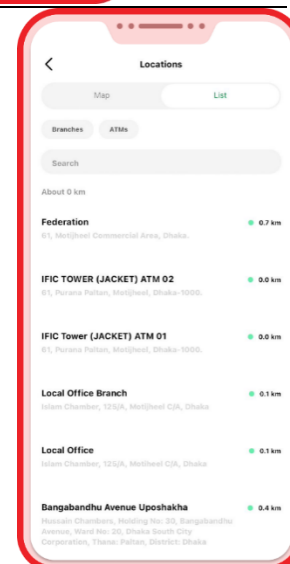 Locations
Map List
Branches ATMs
Search
About 0 km
Federation 0.7 km
61, Motijheel Commercial Area, Dhaka.
IFIC TOWER (JACKET) ATM 02 0.0 km
61, Purana Paltan, Motijheel, Dhaka-1000.
IFIC Tower (JACKET) ATM 01 0.0 km
61, Purana Paltan, Motijheel, Dhaka-1000.
Local Office Branch 0.1 km
Islam Chamber, 125/A, Motijheel C/A, Dhaka
Local Office 0.1 km
Islam Chamber, 125/A, Motiheel C/A, Dhaka
Bangabandhu Avenue Uposhakha 0.4 km
Hussain Chambers, Holding No: 20, Bangobandhu
Avenue, Ward No: 20, Dhaka South City
Corporation, Thana: Paltan, District: Dhaka